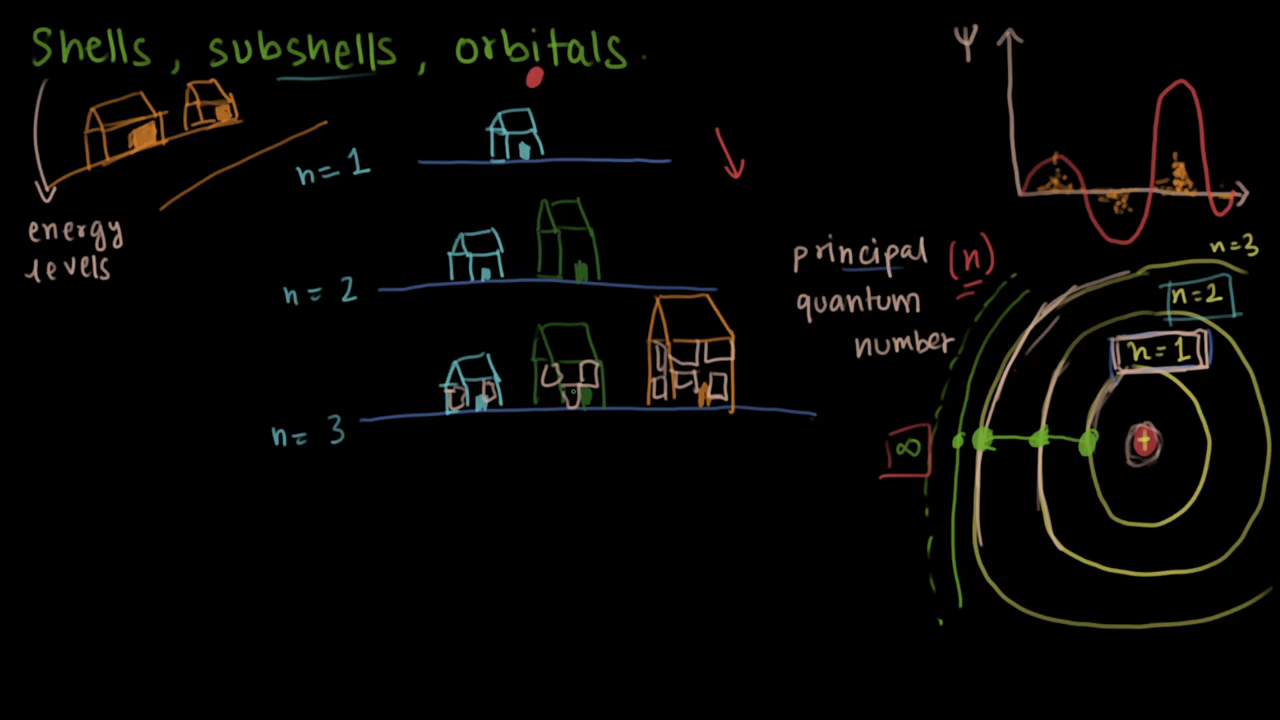 Shells, subshells, orbitals.
energy
levels
n=1
n=2
n=3
principal (n)
quantum
number
Ψ
n=3
n=2
n=1
∞
+